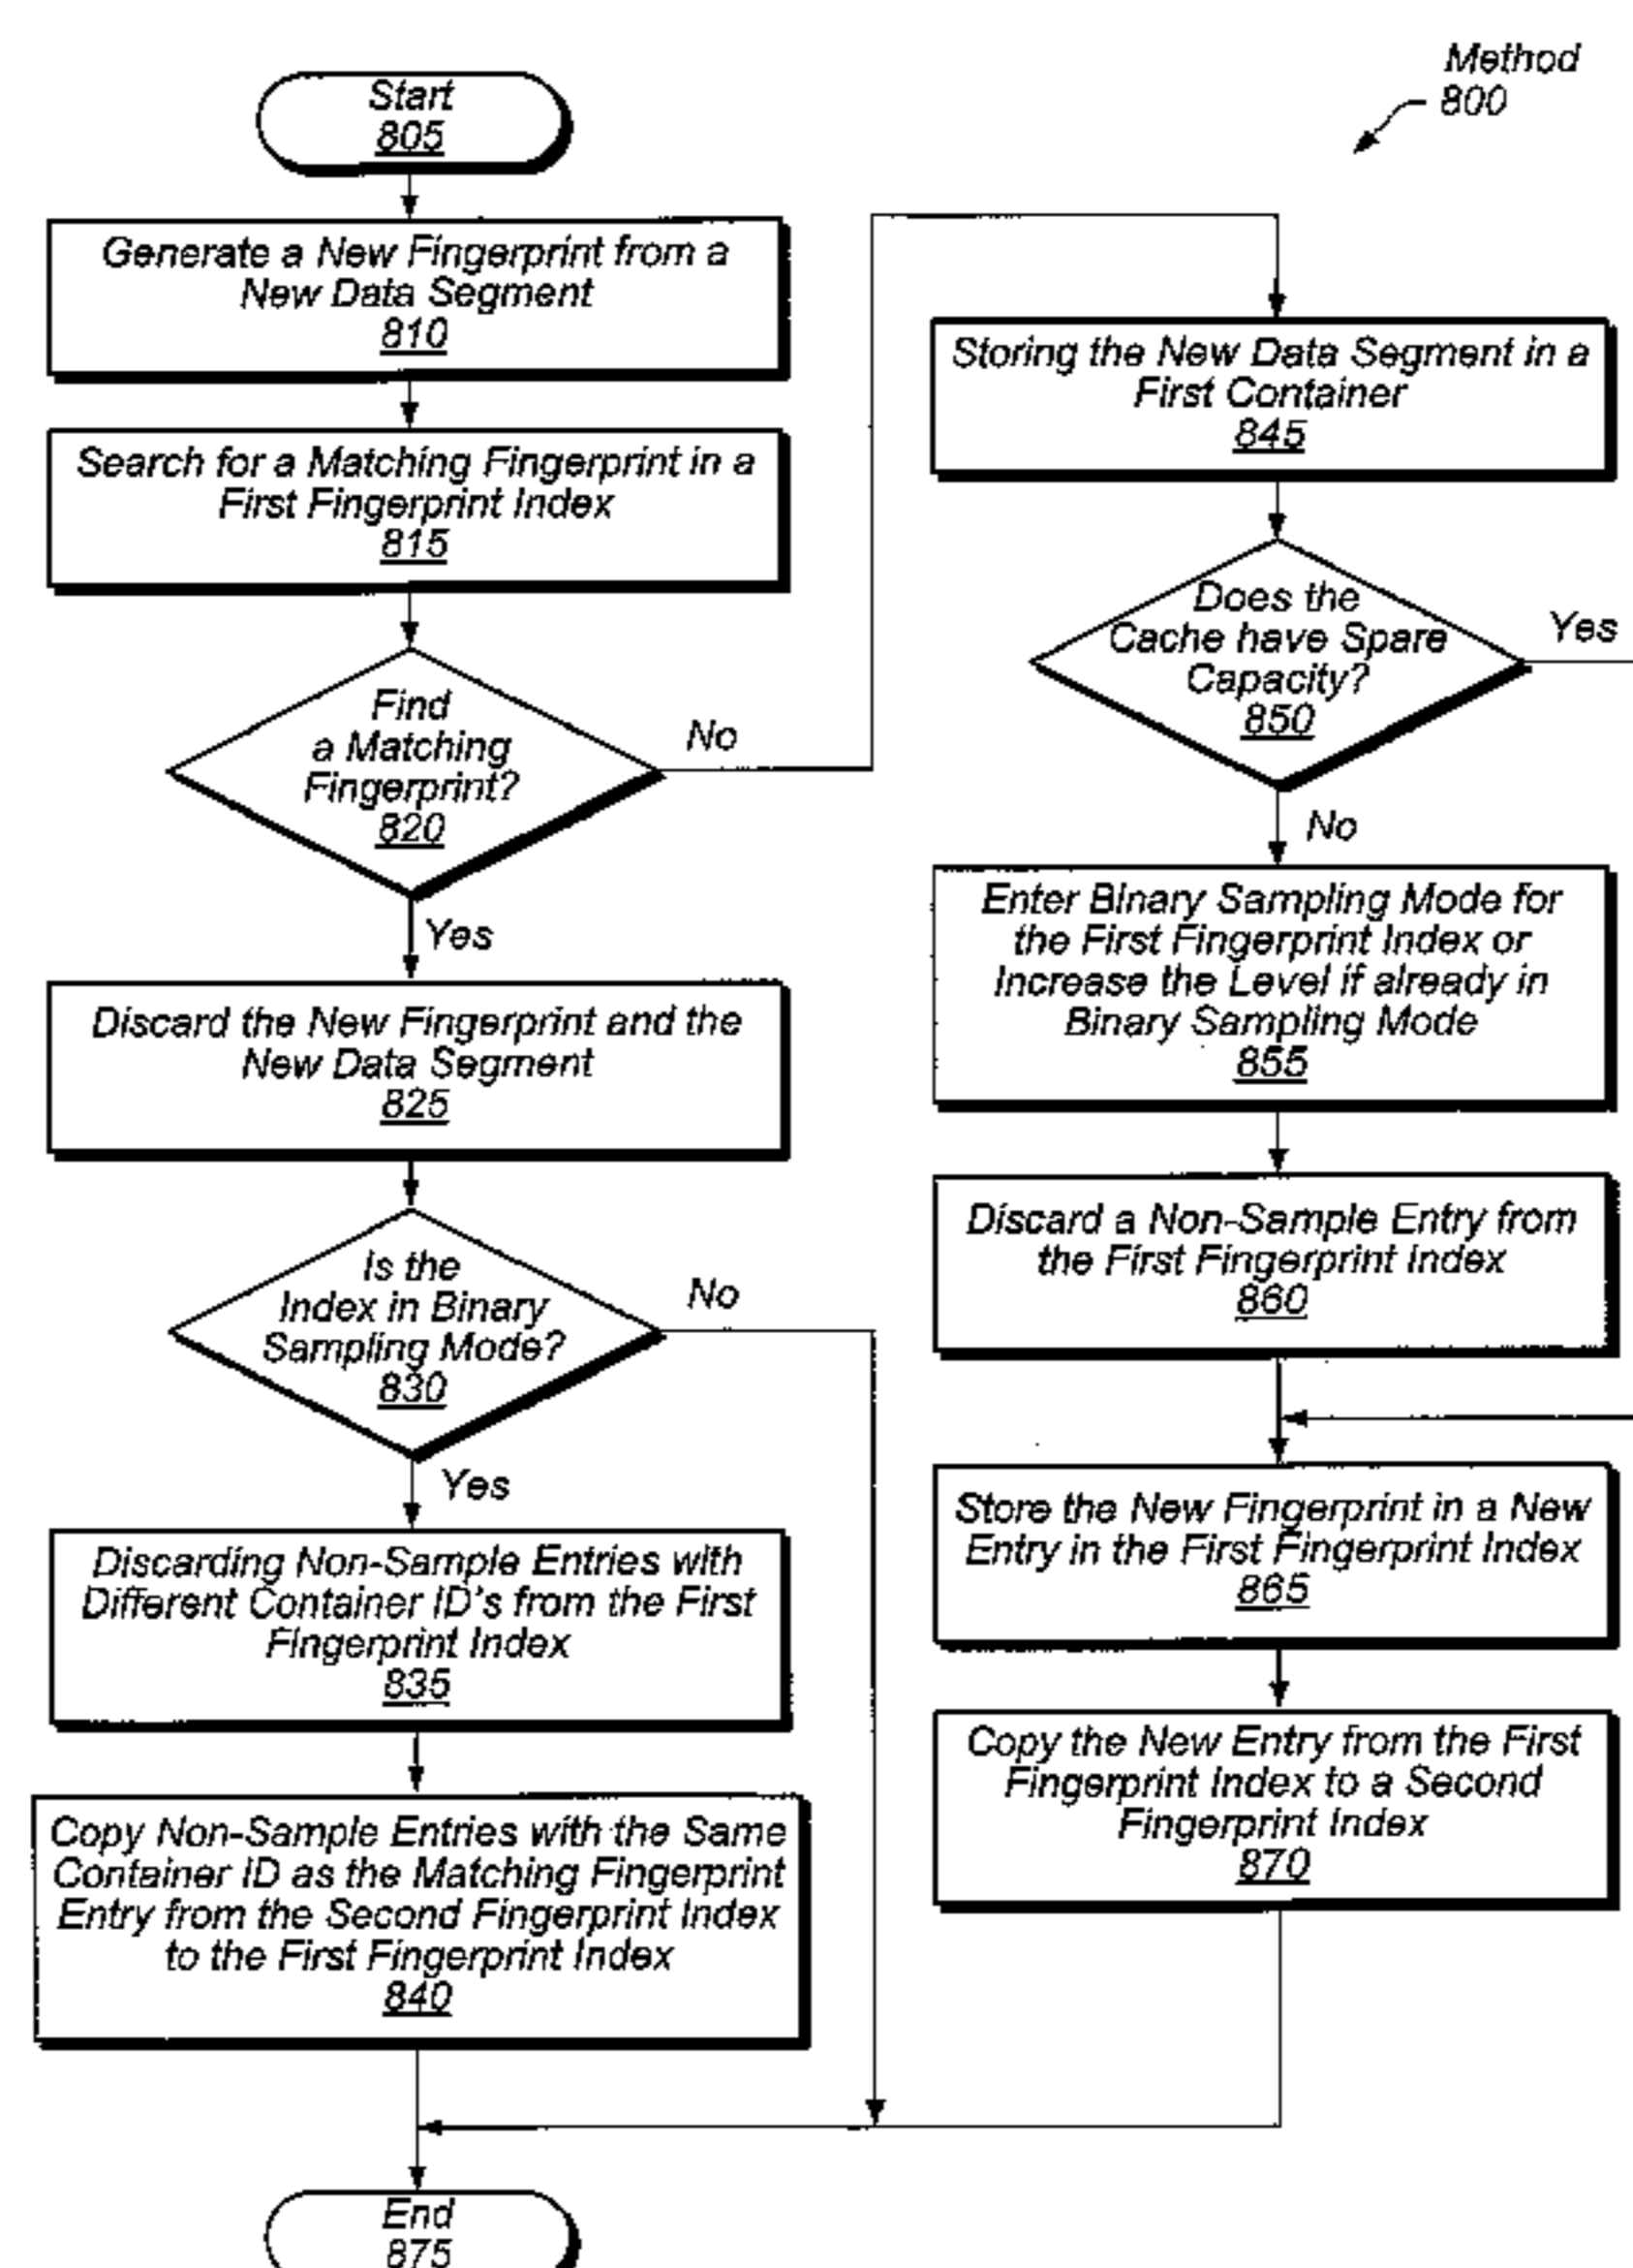 Method
800
Start
805
Generate a New Fingerprint from a
New Data Segment
810
Search for a Matching Fingerprint in a
First Fingerprint Index
815
Find
a Matching
Fingerprint?
820
No
Yes
Discard the New Fingerprint and the
New Data Segment
825
Is the
Index in Binary
Sampling Mode?
830
No
Yes
Discarding Non-Sample Entries with
Different Container ID's from the First
Fingerprint Index
835
Copy Non-Sample Entries with the Same
Container ID as the Matching Fingerprint
Entry from the Second Fingerprint Index
to the First Fingerprint Index
840
End
875
Storing the New Data Segment in a
First Container
845
Does the
Cache have Spare
Capacity?
850
Yes
No
Enter Binary Sampling Mode for
the First Fingerprint Index or
Increase the Level if already in
Binary Sampling Mode
855
Discard a Non-Sample Entry from
the First Fingerprint Index
860
Store the New Fingerprint in a New
Entry in the First Fingerprint Index
865
Copy the New Entry from the First
Fingerprint Index to a Second
Fingerprint Index
870